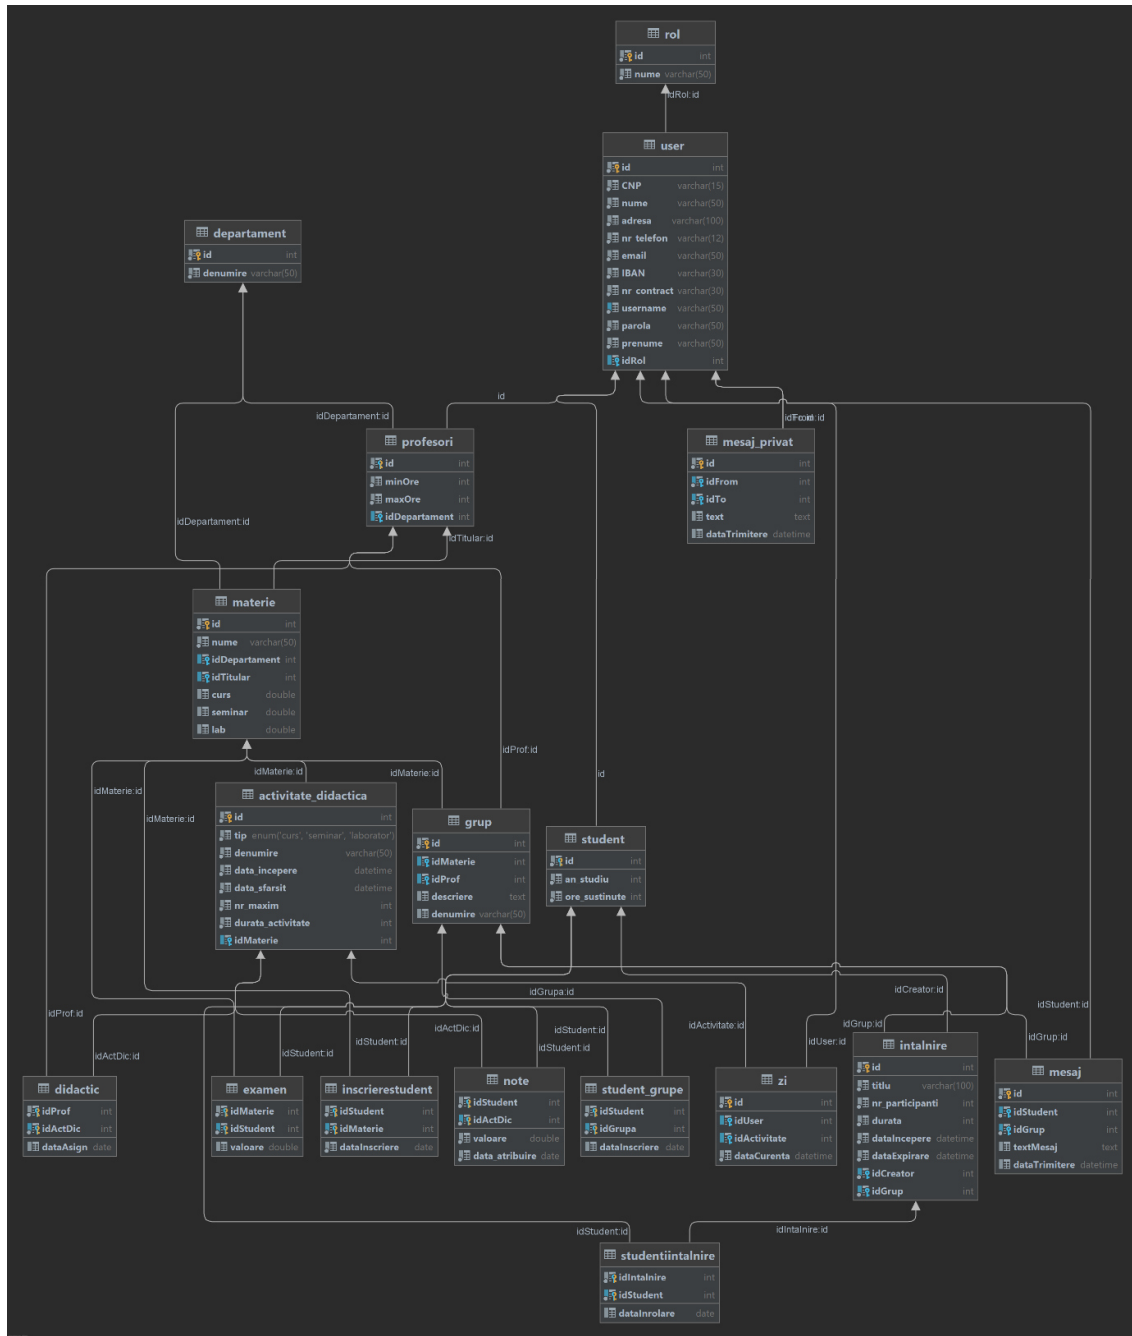 rol
id int
nume varchar(50)
idRol:id
user
id int
CNP varchar(15)
nume varchar(50)
adresa varchar(100)
nr_telefon varchar(12)
email varchar(50)
IBAN varchar(30)
nr_contract varchar(30)
username varchar(50)
parola varchar(50)
prenume varchar(50)
idRol int
departament
id int
denumire varchar(50)
id
idDepartament:id
profesori
id int
minOre int
maxOre int
idDepartament int
mesaj_privat
id int
idFrom int
idTo int
text text
dataTrimitere datetime
idDepartament:id
idTitular:id
materie
id int
nume varchar(50)
idDepartament int
idTitular int
curs double
seminar double
lab double
idProf:id
idMaterie:id
idMaterie:id
id
idMaterie:id
idMaterie:id
activitate_didactica
id int
tip enum('curs', 'seminar', 'laborator')
denumire varchar(50)
data_incepere datetime
data_sfarsit datetime
nr_maxim int
durata_activitate int
idMaterie int
grup
id int
idMaterie int
idProf int
descriere text
denumire varchar(50)
student
id int
an_studiu int
ore_sustinute int
idGrupa:id
idCreator:id
idStudent:id
idProf:id
idActDic:id
idStudent:id
idStudent:id
idStudent:id
idStudent:id
idActivitate:id
idUser:id
idGrup:id
idGrup:id
didactic
idProf int
idActDic int
dataAsign date
examen
idMaterie int
idStudent int
valoare double
inscrierestudent
idStudent int
idMaterie int
dataInscriere date
note
idStudent int
idActDic int
valoare double
data_atribuire date
student_grupe
idStudent int
idGrupa int
dataInscriere date
zi
id int
idUser int
idActivitate int
dataCurenta datetime
intalnire
id int
titlu varchar(100)
nr_participanti int
durata int
dataIncepere datetime
dataExpirare datetime
idCreator int
idGrup int
mesaj
id int
idStudent int
idGrup int
textMesaj text
dataTrimitere datetime
idStudent:id
idIntalnire:id
studentiintalnire
idIntalnire int
idStudent int
dataInrolare date